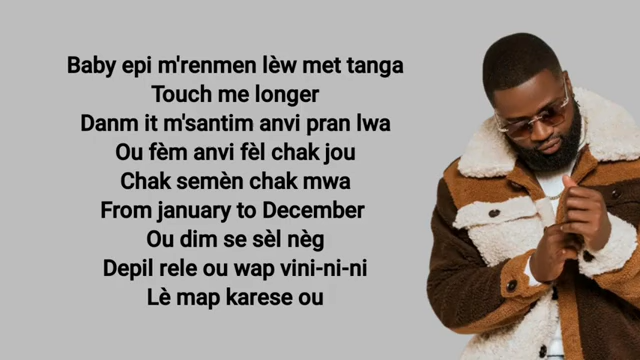 Baby epi m'renmen lèw met tanga
Touch me longer
Danm it m'santim anvi pran lwa
Ou fèm anvi fèl chak jou
Chak semèn chak mwa
From january to December
Ou dim se sèl nèg
Depil rele ou wap vini-ni-ni
Lè map karese ou